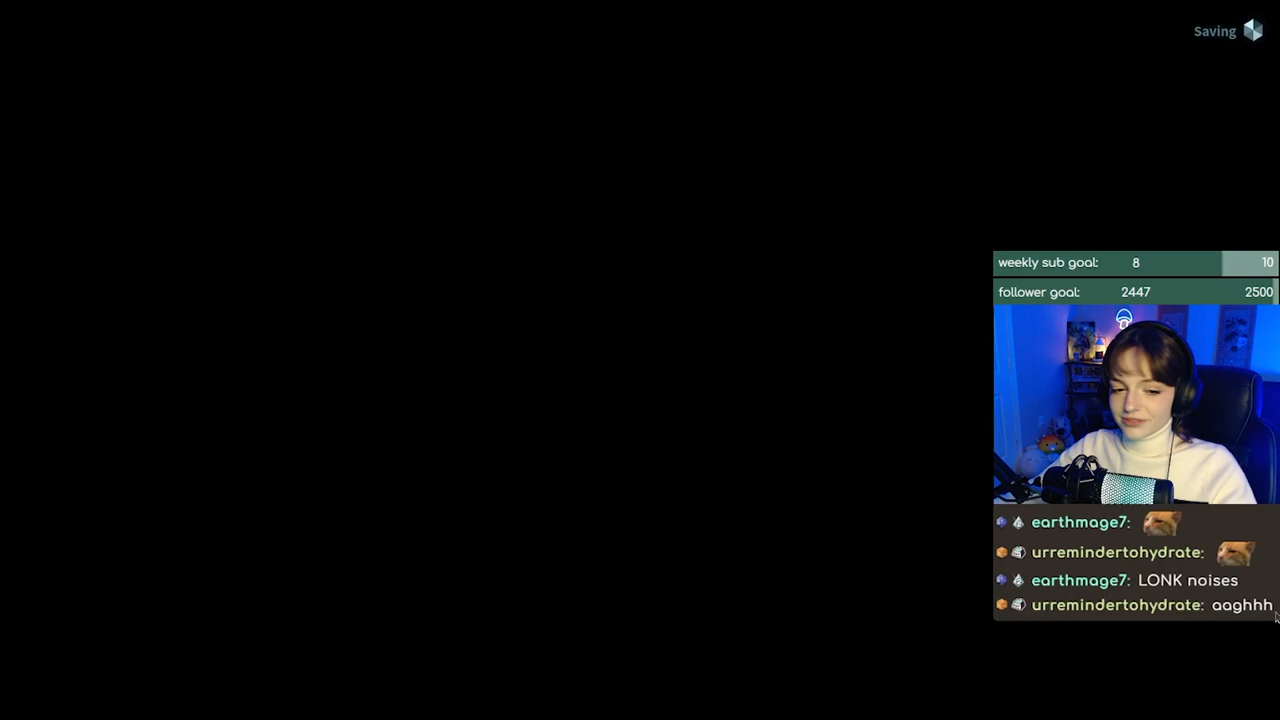 Saving
weekly sub goal: 8 10
follower goal: 2447 2500
earthmage7:
urremindertohydrate:
earthmage7: LONK noises
urremindertohydrate: aaghhh